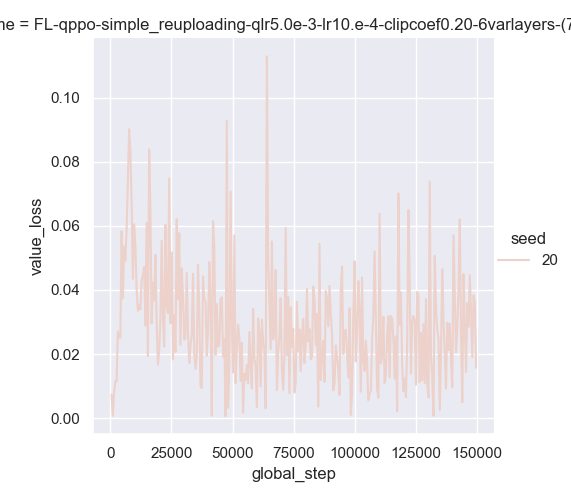 me = FL-qppo-simple_reuploading-qlr5.0e-3-lr10.e-4-clipcoef0.20-6varlayers-(7
value_loss
0.10
0.08
0.06
0.04
0.02
0.00
0 25000 50000 75000 100000 125000 150000
global_step
seed
20